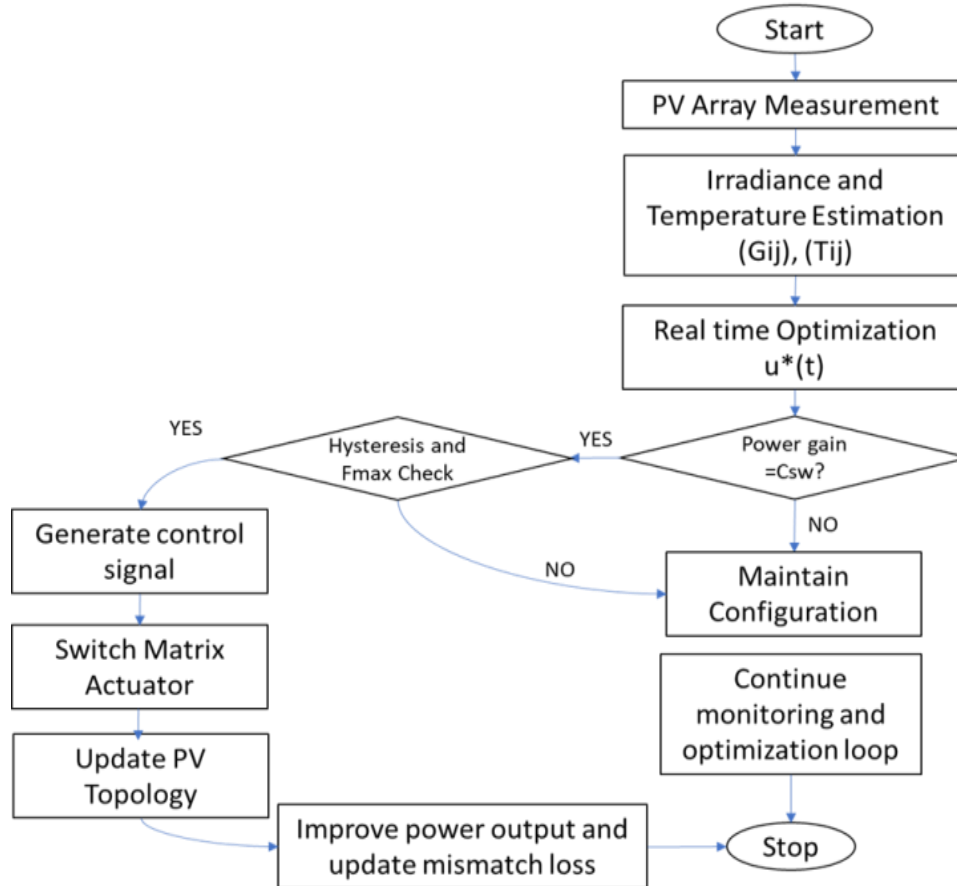 Start
PV Array Measurement
Irradiance and
Temperature Estimation
(Gij), (Tij)
Real time Optimization
u*(t)
Power gain
=Csw?
YES
NO
Hysteresis and
Fmax Check
YES
NO
Generate control
signal
Maintain
Configuration
Switch Matrix
Actuator
Continue
monitoring and
optimization loop
Update PV
Topology
Improve power output and
update mismatch loss
Stop